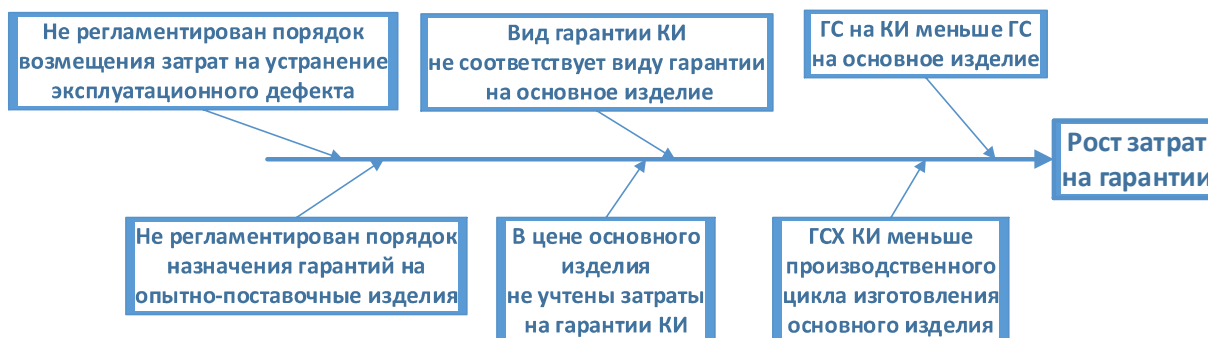 Не регламентирован порядок
возмещения затрат на устранение
эксплуатационного дефекта
Вид гарантии КИ
не соответствует виду гарантии
на основное изделие
ГС на КИ меньше ГС
на основное изделие
Рост затрат
на гарантии
Не регламентирован порядок
назначения гарантий на
опытно-поставочные изделия
В цене основного
изделия
не учтены затраты
на гарантии КИ
ГСХ КИ меньше
производственного
цикла изготовления
основного изделия